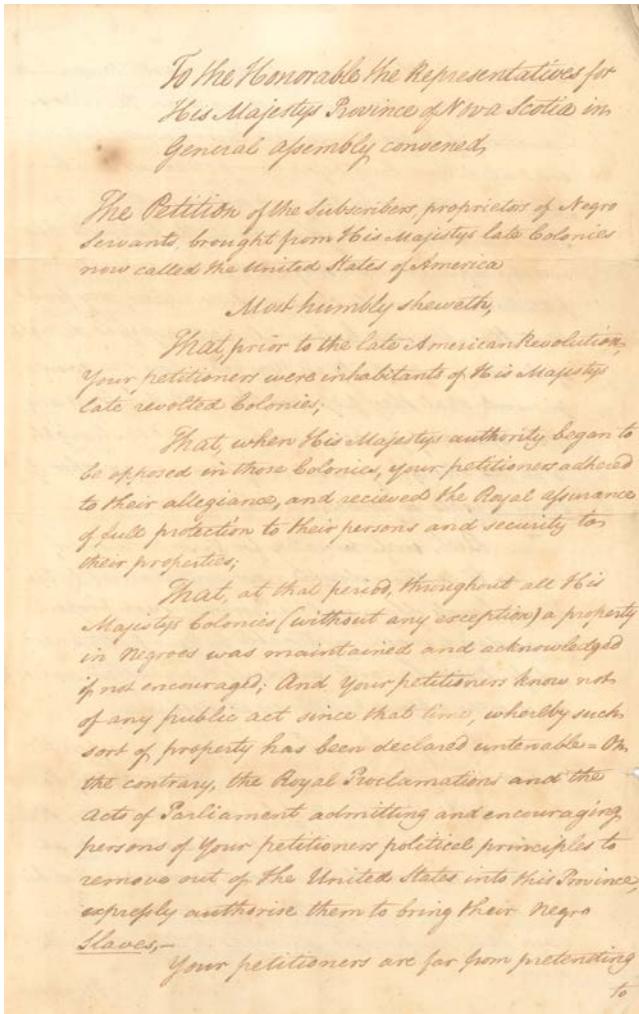 To the Honorable the Representatives for
His Majestys Province of Nova Scotia in
General Assembly convened,
The Petition of the Subscribers, proprietors of Negro
Servants, brought from His Majestys late Colonies
now called the United States of America
Most humbly sheweth,
That, prior to the late American Revolution,
Your petitioners were inhabitants of His Majestys
late revolted Colonies;
That, when His Majestys authority began to
be opposed in those Colonies, your petitioners adhered
to their allegiance, and recieved the Royal assurance
of full protection to their persons and security to
their properties;
That, at that period, throughout all His
Majestys Colonies (without any exception) a property
in Negroes was maintained and acknowledged
if not encouraged; And Your petitioners know not
of any public act since that time, whereby such
sort of property has been declared untenable = On
the contrary, the Royal Proclamations and the
Acts of Parliament admitting and encouraging
persons of Your petitioners political principles to
remove out of the United States into this Province,
expressly authorise them to bring their Negro
Slaves,—
Your petitioners are far from pretending
to